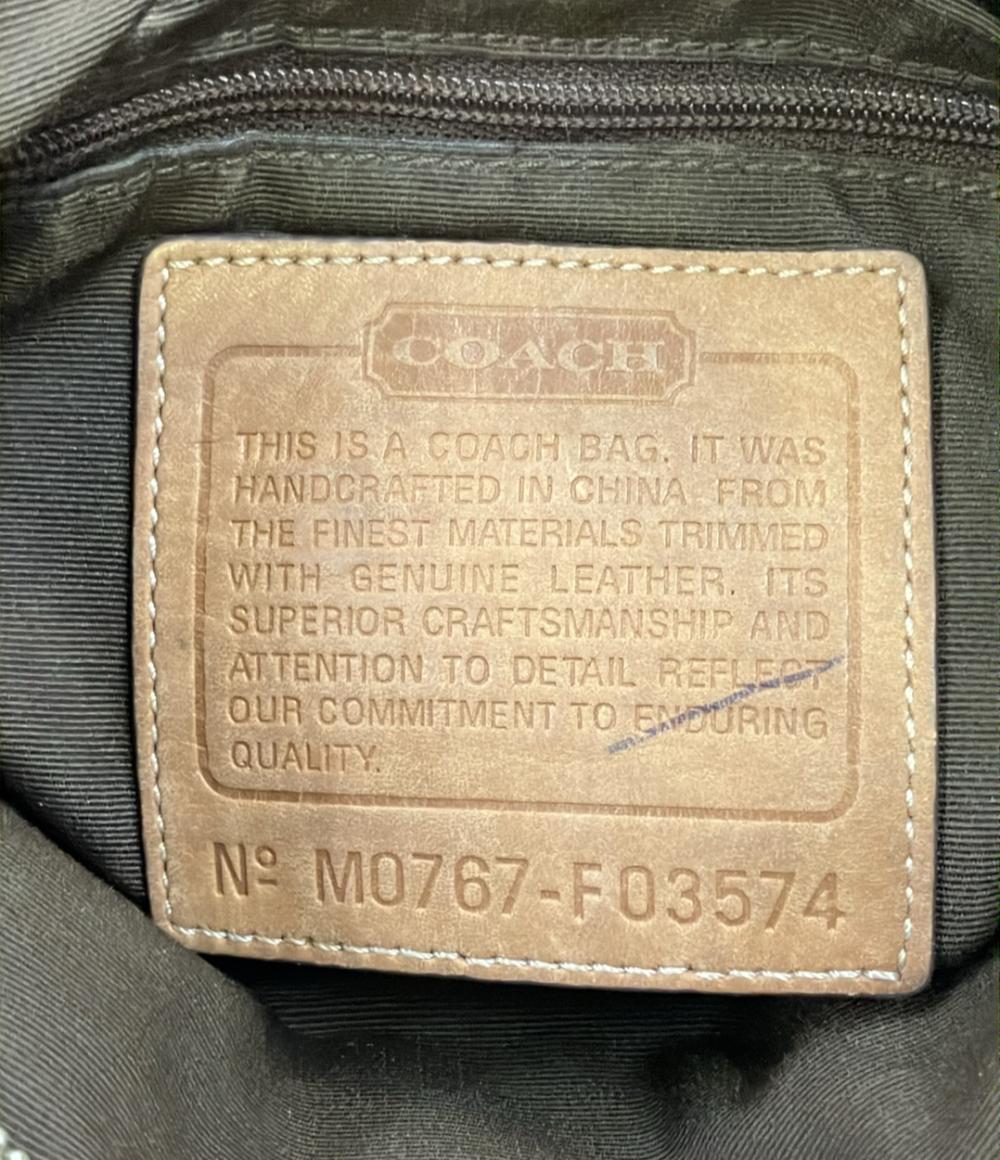 COACH
THIS IS A COACH BAG. IT WAS
HANDCRAFTED IN CHINA FROM
THE FINEST MATERIALS TRIMMED
WITH GENUINE LEATHER. ITS
SUPERIOR CRAFTSMANSHIP AND
ATTENTION TO DETAIL REFLECT
OUR COMMITMENT TO ENDURING
QUALITY.
Nº M0767-F03574